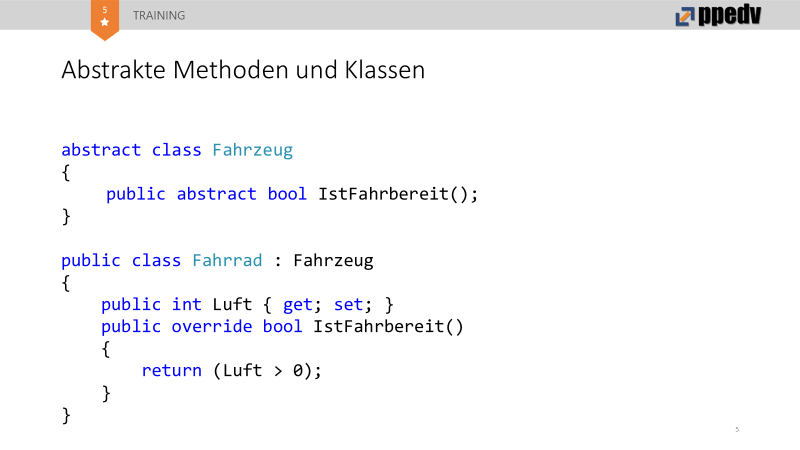 5
TRAINING
ppedv
Abstrakte Methoden und Klassen
abstract class Fahrzeug
{
    public abstract bool IstFahrbereit();
}
public class Fahrrad : Fahrzeug
{
    public int Luft { get; set; }
    public override bool IstFahrbereit()
    {
        return (Luft > 0);
    }
}
5